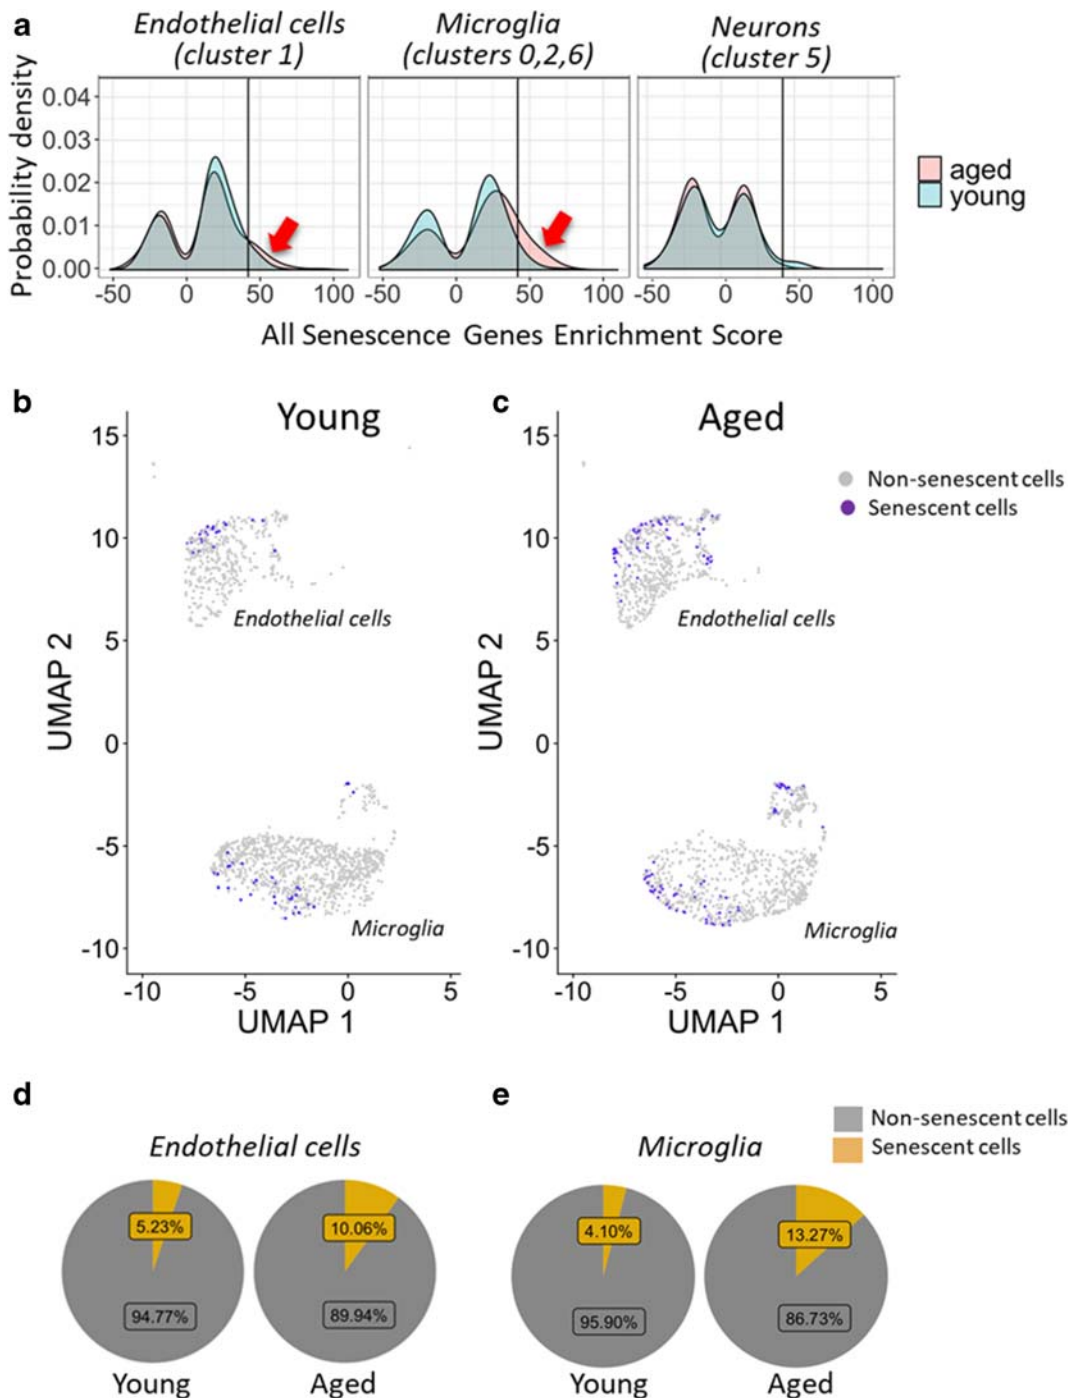 a
Endothelial cells
(cluster 1)
Microglia
(clusters 0,2,6)
Neurons
(cluster 5)
Probability density
0.04
0.03
0.02
0.01
0.00
-50 0 50 100
-50 0 50 100
-50 0 50 100
All Senescence Genes Enrichment Score
aged
young
b
Young
UMAP 2
15
10
5
0
-5
-10
Endothelial cells
Microglia
-10 -5 0 5
UMAP 1
c
Aged
UMAP 2
15
10
5
0
-5
-10
Endothelial cells
Microglia
-10 -5 0 5
UMAP 1
Non-senescent cells
Senescent cells
d
Endothelial cells
5.23%
94.77%
Young
10.06%
89.94%
Aged
e
Microglia
4.10%
95.90%
Young
13.27%
86.73%
Aged
Non-senescent cells
Senescent cells